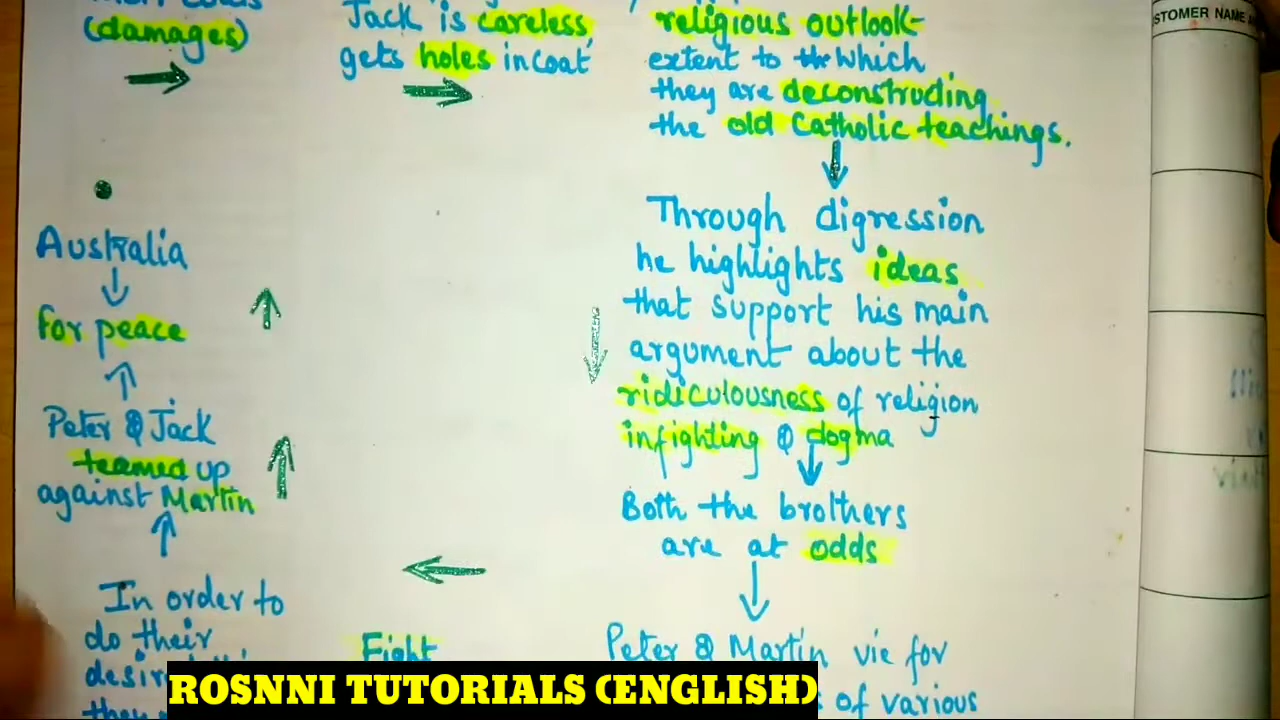 (damages)
Jack is careless,
gets holes in coat
religious outlook-
extent to the which
they are deconstructing
the old Catholic teachings.
Through digression
he highlights ideas
that support his main
argument about the
ridiculousness of religion
infighting & dogma
Both the brothers
are at odds
Peter & Martin vie for
of various
Fight
In order to
do their
Peter & Jack
teamed up
against Martin
for peace
Australia
STOMER NAME
ROSNNI TUTORIALS (ENGLISH)